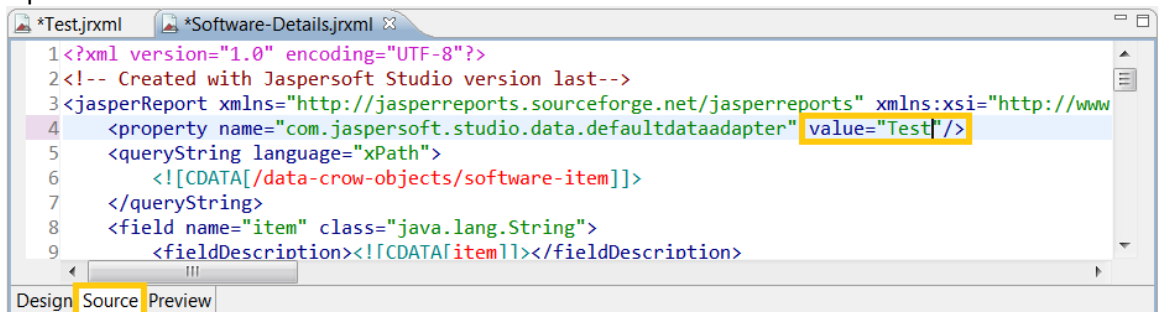 *Test.jrxml *Software-Details.jrxml
1 <?xml version="1.0" encoding="UTF-8"?>
2 <!-- Created with Jaspersoft Studio version last-->
3 <jasperReport xmlns="http://jasperreports.sourceforge.net/jasperreports" xmlns:xsi="http://www
4 <property name="com.jaspersoft.studio.data.defaultdataadapter" value="Test"/>
5 <queryString language="xPath">
6 <![CDATA[/data-crow-objects/software-item]]>
7 </queryString>
8 <field name="item" class="java.lang.String">
9 <fieldDescription><![CDATA[item]]></fieldDescription>
Design Source Preview